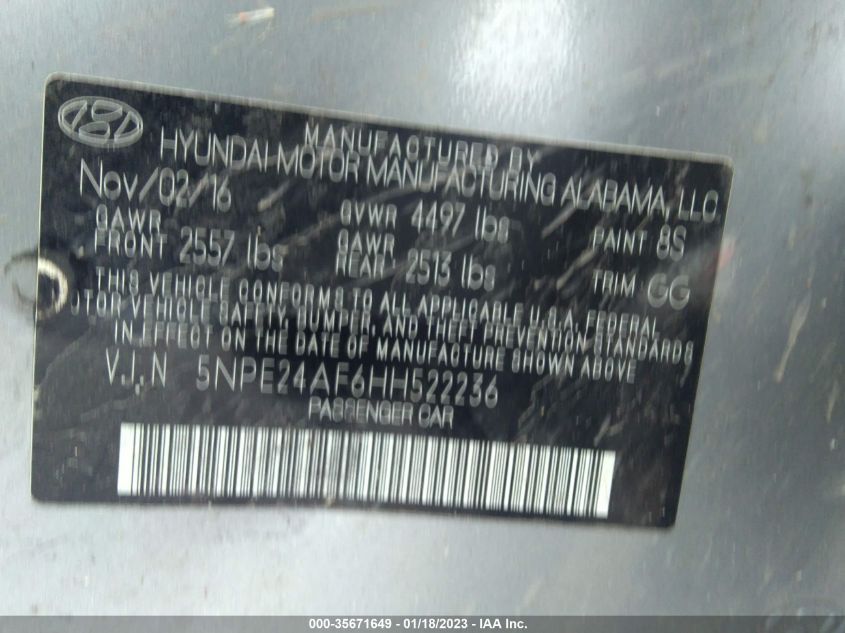 MANUFACTURED BY
HYUNDAI MOTOR MANUFACTURING ALABAMA, LLC
Nov/02/16 GVWR 4497 lbs PAINT 8S
GAWR FRONT 2557 lbs GAWR REAR 2513 lbs TRIM GG
THIS VEHICLE CONFORMS TO ALL APPLICABLE U.S.A. FEDERAL
MOTOR VEHICLE SAFETY, BUMPER, AND THEFT PREVENTION STANDARDS
IN EFFECT ON THE DATE OF MANUFACTURE SHOWN ABOVE
V.I.N 5NPE24AF6HH522236
PASSENGER CAR
000-35671649 - 01/18/2023 - IAA Inc.